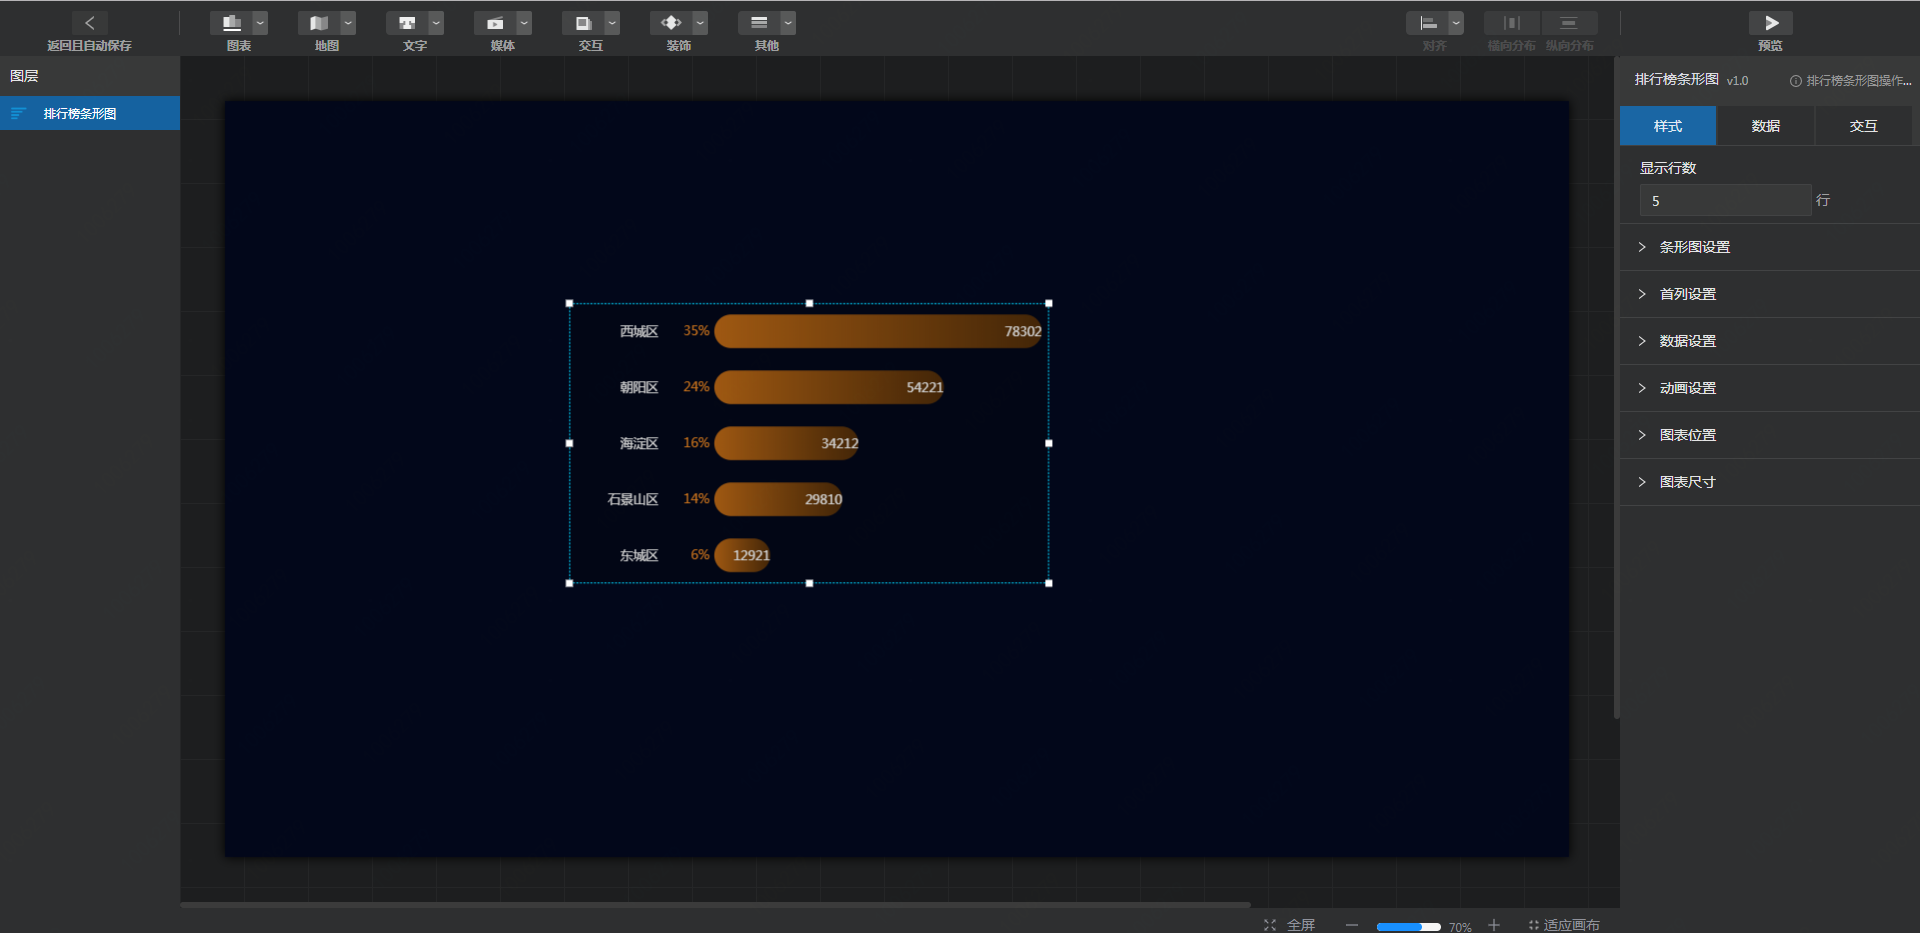 返回且自动保存
图表
地图
文字
媒体
交互
装饰
其他
对齐
横向分布
纵向分布
预览
图层
排行榜条形图
西城区 35% 78302
朝阳区 24% 54221
海淀区 16% 34212
石景山区 14% 29810
东城区 6% 12921
排行榜条形图 v1.0 排行榜条形图操作...
样式 数据 交互
显示行数
5 行
条形图设置
首列设置
数据设置
动画设置
图表位置
图表尺寸
全屏 70% 适应画布